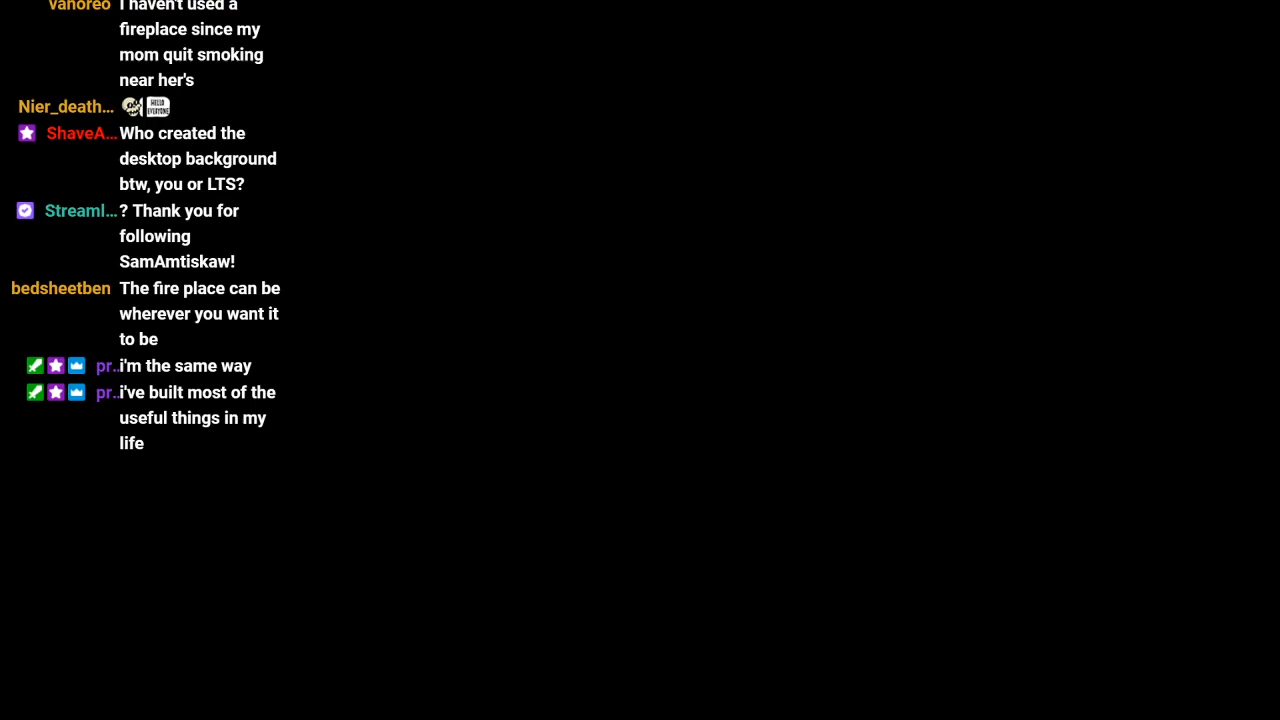 vanoreo I haven't used a
fireplace since my
mom quit smoking
near her's
Nier_death... HELLO EVERYONE
ShaveA... Who created the
desktop background
btw, you or LTS?
Streaml... ? Thank you for
following
SamAmtiskaw!
bedsheetben The fire place can be
wherever you want it
to be
pr.. i'm the same way
pr.. i've built most of the
useful things in my
life